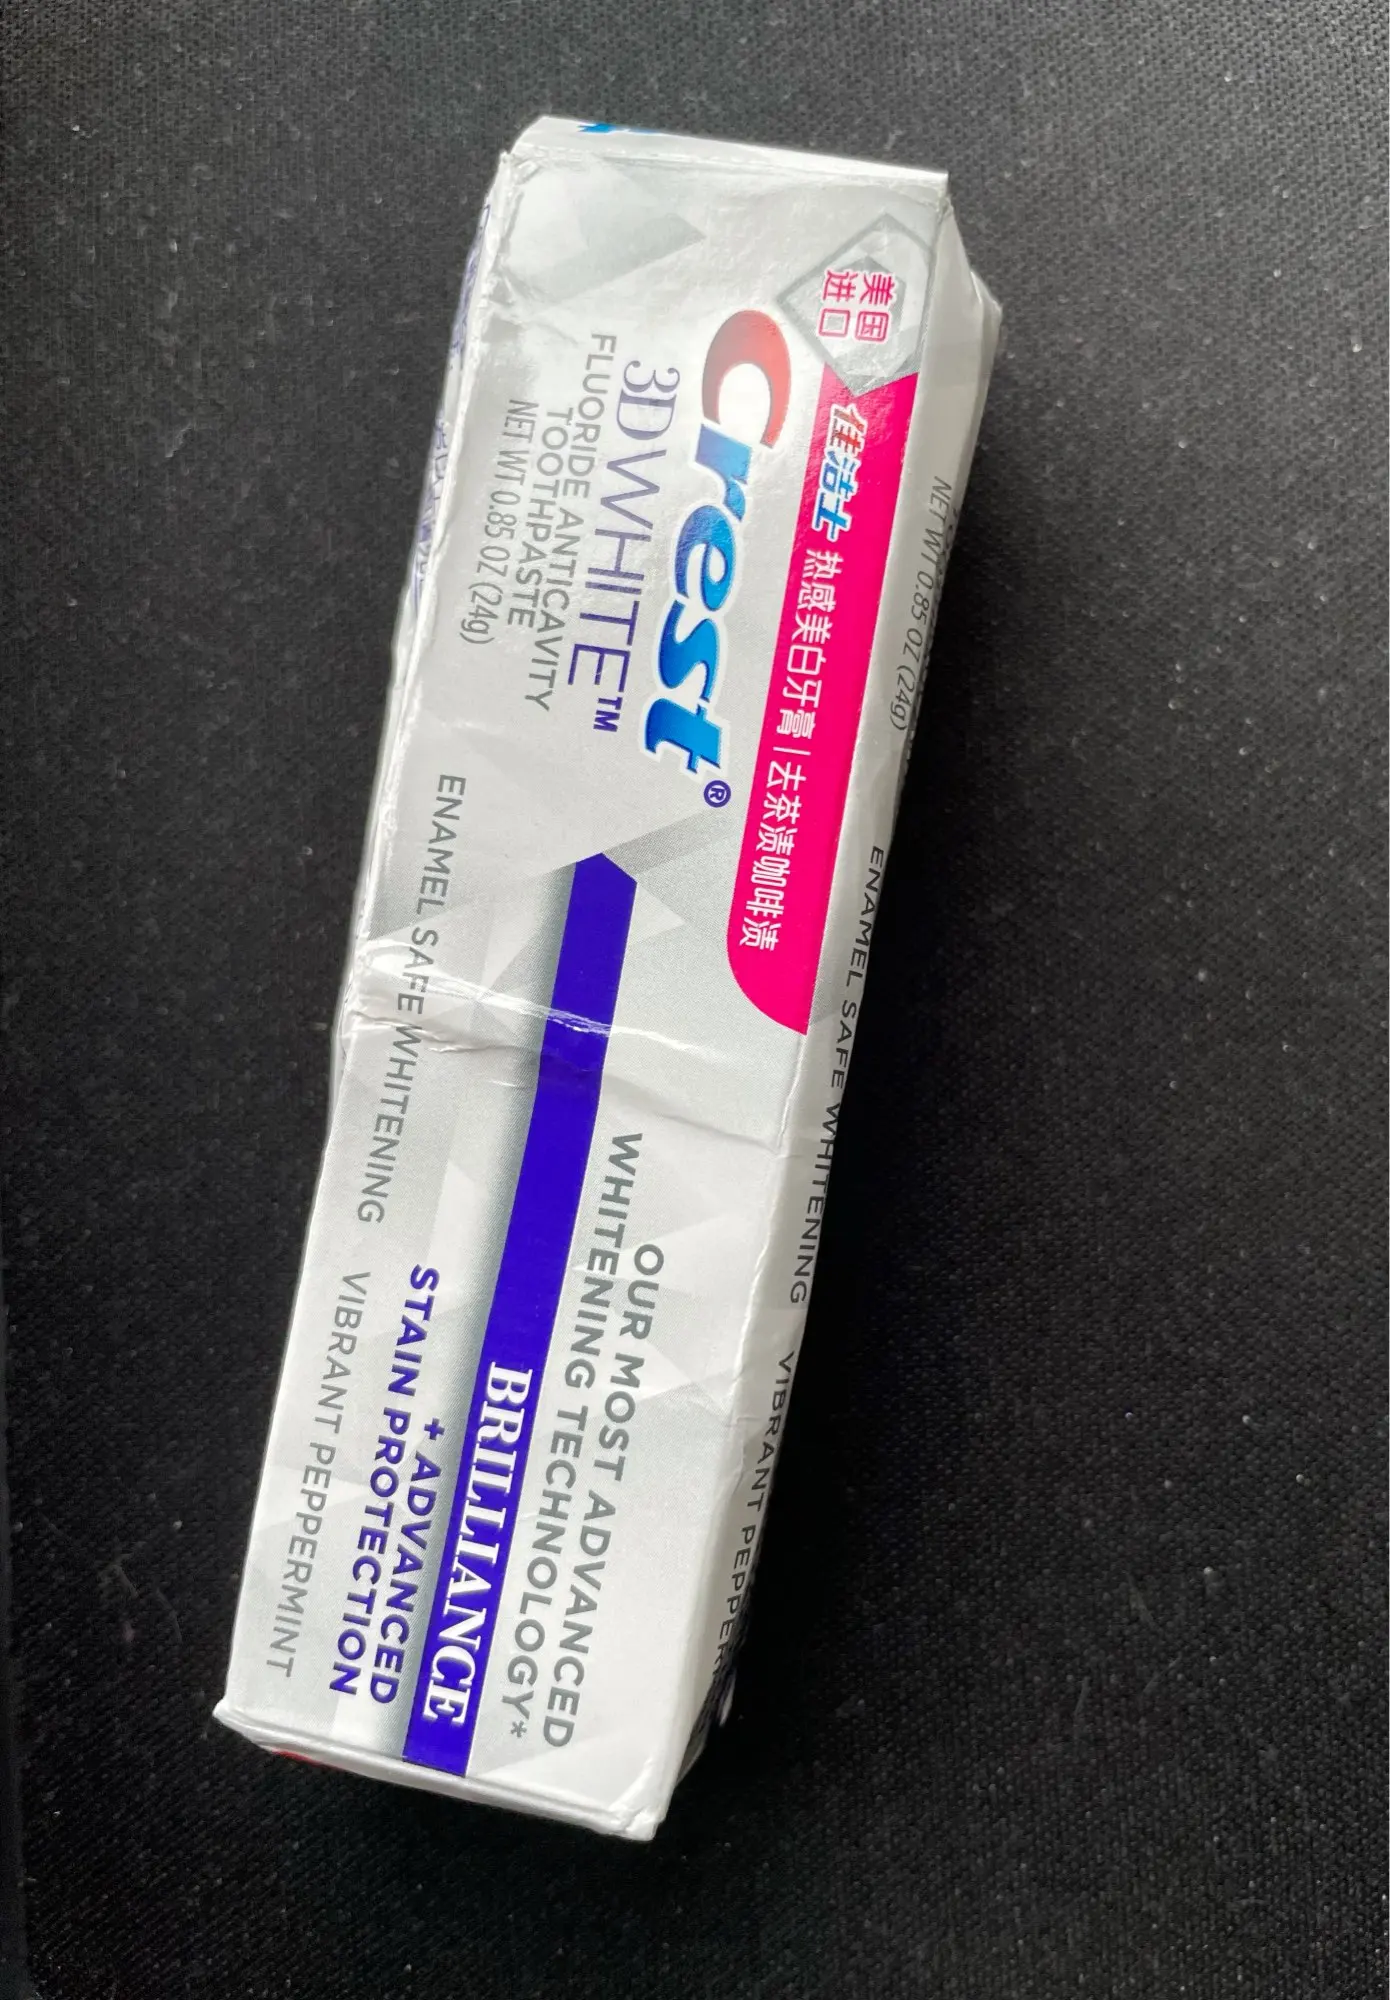 美国
进口
佳洁士 热感美白牙膏|去茶渍咖啡渍
Crest®
3D WHITE™
FLUORIDE ANTICAVITY
TOOTHPASTE
NET WT 0.85 OZ (24g)
OUR MOST ADVANCED
WHITENING TECHNOLOGY*
BRILLIANCE
+ ADVANCED
STAIN PROTECTION
ENAMEL SAFE WHITENING VIBRANT PEPPERMINT
NET WT 0.85 OZ (24g) ENAMEL SAFE WHITENING VIBRANT